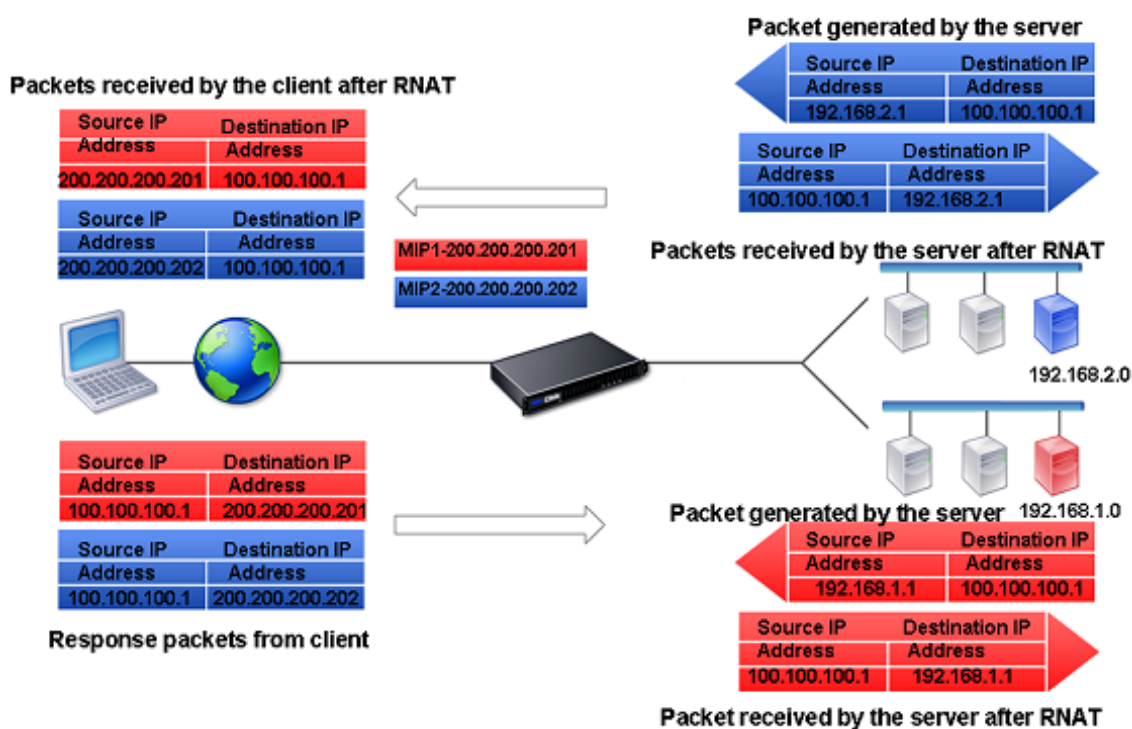 Packet generated by the server
Source IP Destination IP
Address Address
192.168.2.1 100.100.100.1
Source IP Destination IP
Address Address
100.100.100.1 192.168.2.1
Packets received by the server after RNAT
Packets received by the client after RNAT
Source IP Destination IP
Address Address
200.200.200.201 100.100.100.1
Source IP Destination IP
Address Address
200.200.200.202 100.100.100.1
MIP1-200.200.200.201
MIP2-200.200.200.202
192.168.2.0
192.168.1.0
Source IP Destination IP
Address Address
100.100.100.1 200.200.200.201
Source IP Destination IP
Address Address
100.100.100.1 200.200.200.202
Response packets from client
Packet generated by the server
Source IP Destination IP
Address Address
192.168.1.1 100.100.100.1
Source IP Destination IP
Address Address
100.100.100.1 192.168.1.1
Packet received by the server after RNAT